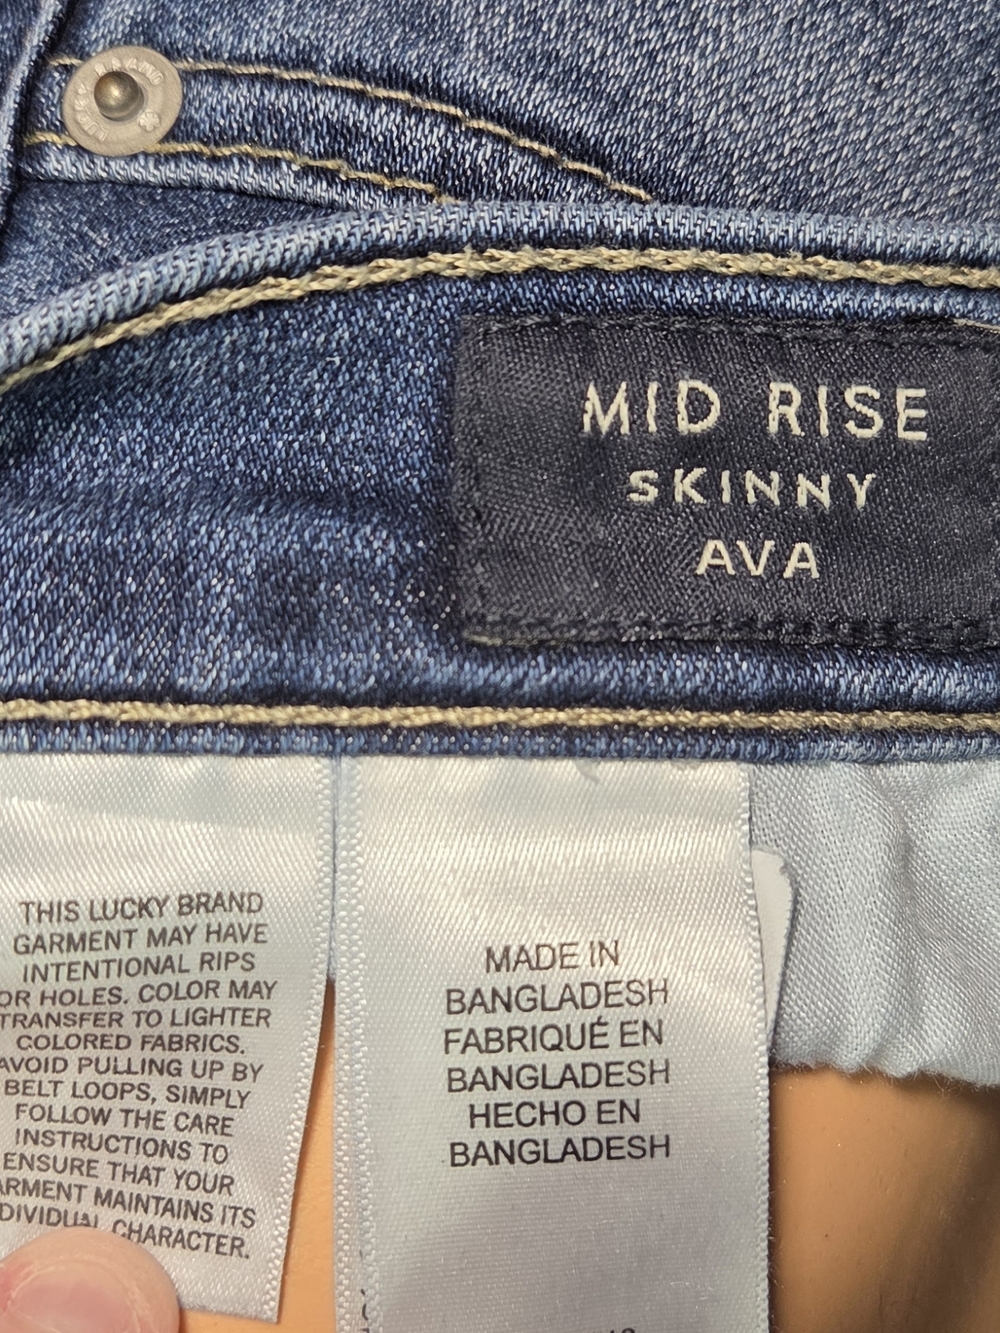 LUCKY BRAND
MID RISE
SKINNY
AVA
THIS LUCKY BRAND
GARMENT MAY HAVE
INTENTIONAL RIPS
OR HOLES. COLOR MAY
TRANSFER TO LIGHTER
COLORED FABRICS.
AVOID PULLING UP BY
BELT LOOPS, SIMPLY
FOLLOW THE CARE
INSTRUCTIONS TO
ENSURE THAT YOUR
ARMENT MAINTAINS ITS
DIVIDUAL CHARACTER.
MADE IN
BANGLADESH
FABRIQUÉ EN
BANGLADESH
HECHO EN
BANGLADESH